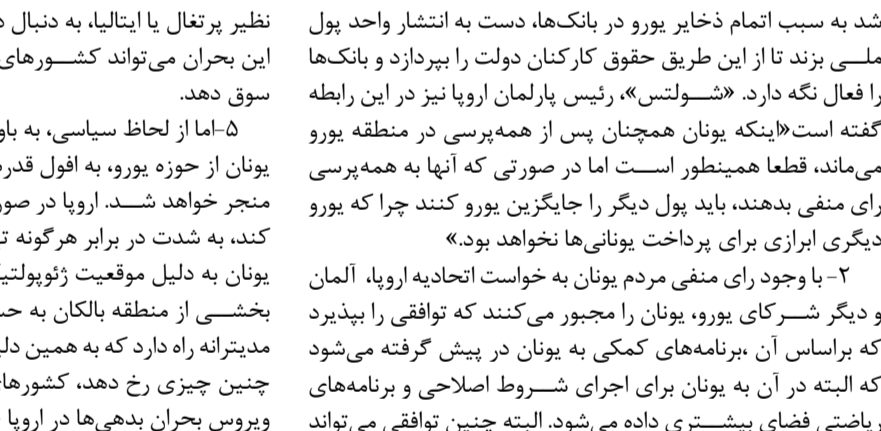 شد به سبب اتمام ذخایر یورو در بانک‌ها، دست به انتشار واحد پول
ملی بزند تا از این طریق حقوق کارکنان دولت را بپردازد و بانک‌ها
را فعال نگه دارد. «شولتس»، رئیس پارلمان اروپا نیز در این رابطه
گفته است«اینکه یونان همچنان پس از همه‌پرسی در منطقه یورو
می‌ماند، قطعا همینطور است اما در صورتی که آنها به همه‌پرسی
رای منفی بدهند، باید پول دیگر را جایگزین یورو کنند چرا که یورو
دیگری ابرازی برای پرداخت یونانی‌ها نخواهد بود.»
۲- با وجود رای منفی مردم یونان به خواست اتحادیه اروپا، آلمان
و دیگر شرکای یورو، یونان را مجبور می‌کنند که توافقی را بپذیرد
که براساس آن ،برنامه‌های کمکی به یونان در پیش گرفته می‌شود
که البته در آن به یونان برای اجرای شروط اصلاحی و برنامه‌های
ریاضتی فضای بیشتری داده می‌شود. البته چنین توافقی می‌تواند
نظیر پرتغال یا ایتالیا، به دنبال
این بحران می‌تواند کشورهای
سوق دهد.
۵-اما از لحاظ سیاسی، به
یونان از حوزه یورو، به افول
منجر خواهد شد. اروپا در
کند، به شدت در برابر هر گونه
یونان به دلیل موقعیت
بخشی از منطقه بالکان به
مدیترانه راه دارد که به همین
چنین چیزی رخ دهد،
ویروس بحران بدهی‌ها در اروپا